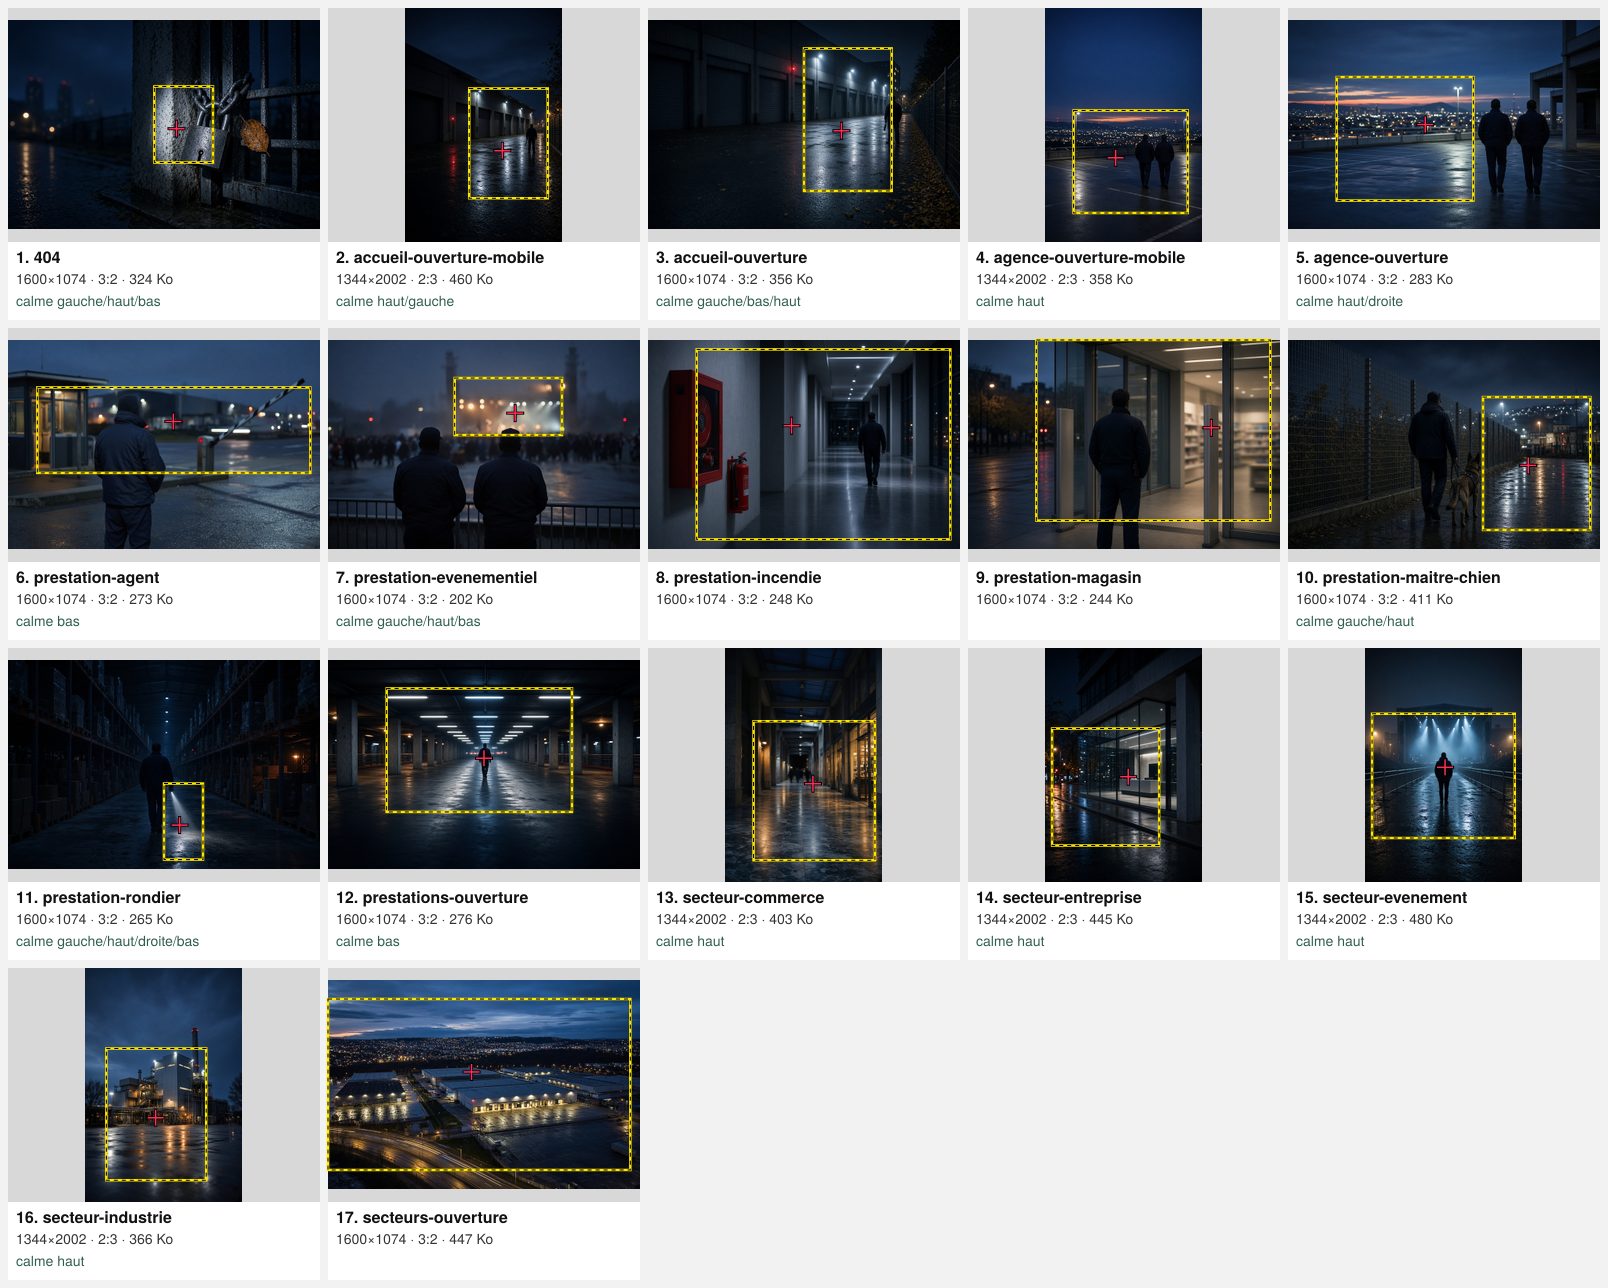 1. 404
1600×1074 · 3:2 · 324 Ko
calme gauche/haut/bas
2. accueil-ouverture-mobile
1344×2002 · 2:3 · 460 Ko
calme haut/gauche
3. accueil-ouverture
1600×1074 · 3:2 · 356 Ko
calme gauche/bas/haut
4. agence-ouverture-mobile
1344×2002 · 2:3 · 358 Ko
calme haut
5. agence-ouverture
1600×1074 · 3:2 · 283 Ko
calme haut/droite
6. prestation-agent
1600×1074 · 3:2 · 273 Ko
calme bas
7. prestation-evenementiel
1600×1074 · 3:2 · 202 Ko
calme gauche/haut/bas
8. prestation-incendie
1600×1074 · 3:2 · 248 Ko
9. prestation-magasin
1600×1074 · 3:2 · 244 Ko
10. prestation-maitre-chien
1600×1074 · 3:2 · 411 Ko
calme gauche/haut
11. prestation-rondier
1600×1074 · 3:2 · 265 Ko
calme gauche/haut/droite/bas
12. prestations-ouverture
1600×1074 · 3:2 · 276 Ko
calme bas
13. secteur-commerce
1344×2002 · 2:3 · 403 Ko
calme haut
14. secteur-entreprise
1344×2002 · 2:3 · 445 Ko
calme haut
15. secteur-evenement
1344×2002 · 2:3 · 480 Ko
calme haut
16. secteur-industrie
1344×2002 · 2:3 · 366 Ko
calme haut
17. secteurs-ouverture
1600×1074 · 3:2 · 447 Ko